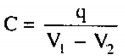 C = q / (V₁ − V₂)